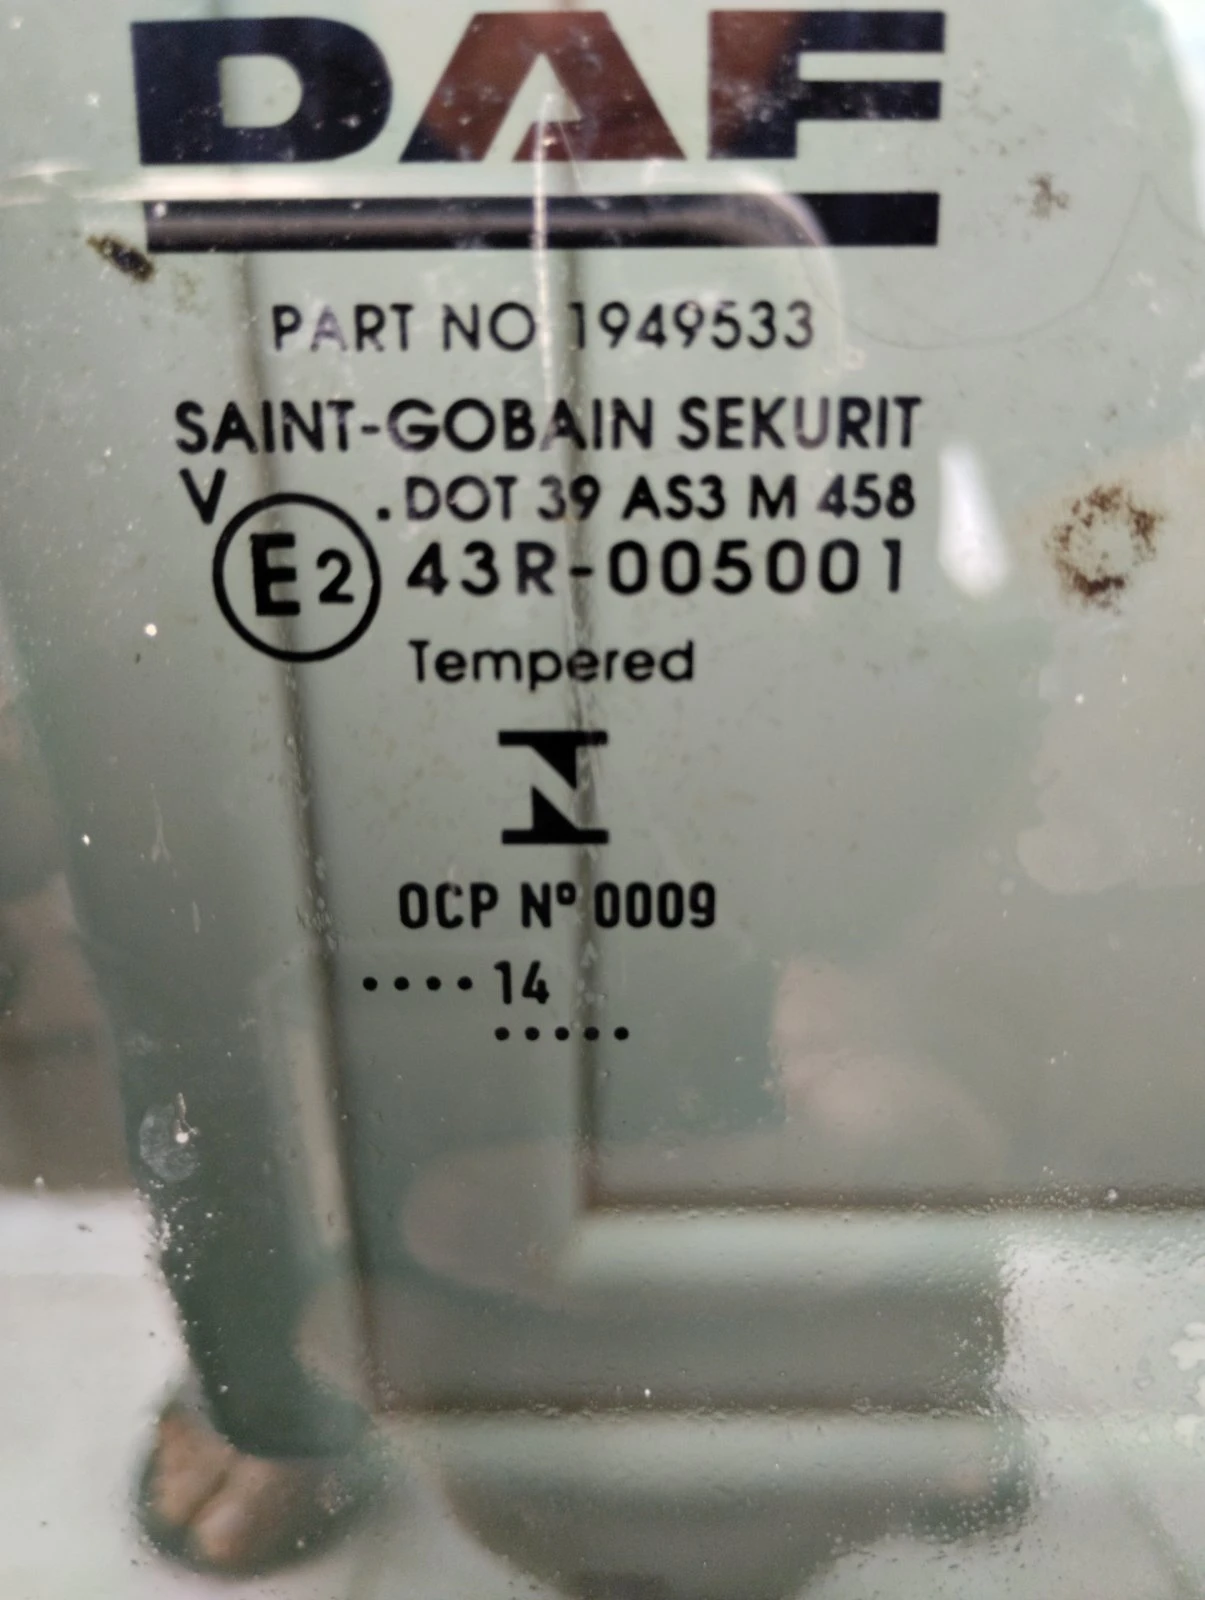 DAF
PART NO 1949533
SAINT-GOBAIN SEKURIT
V .DOT 39 AS3 M 458
E2 43R-005001
Tempered
OCP Nº 0009
.... 14
.....